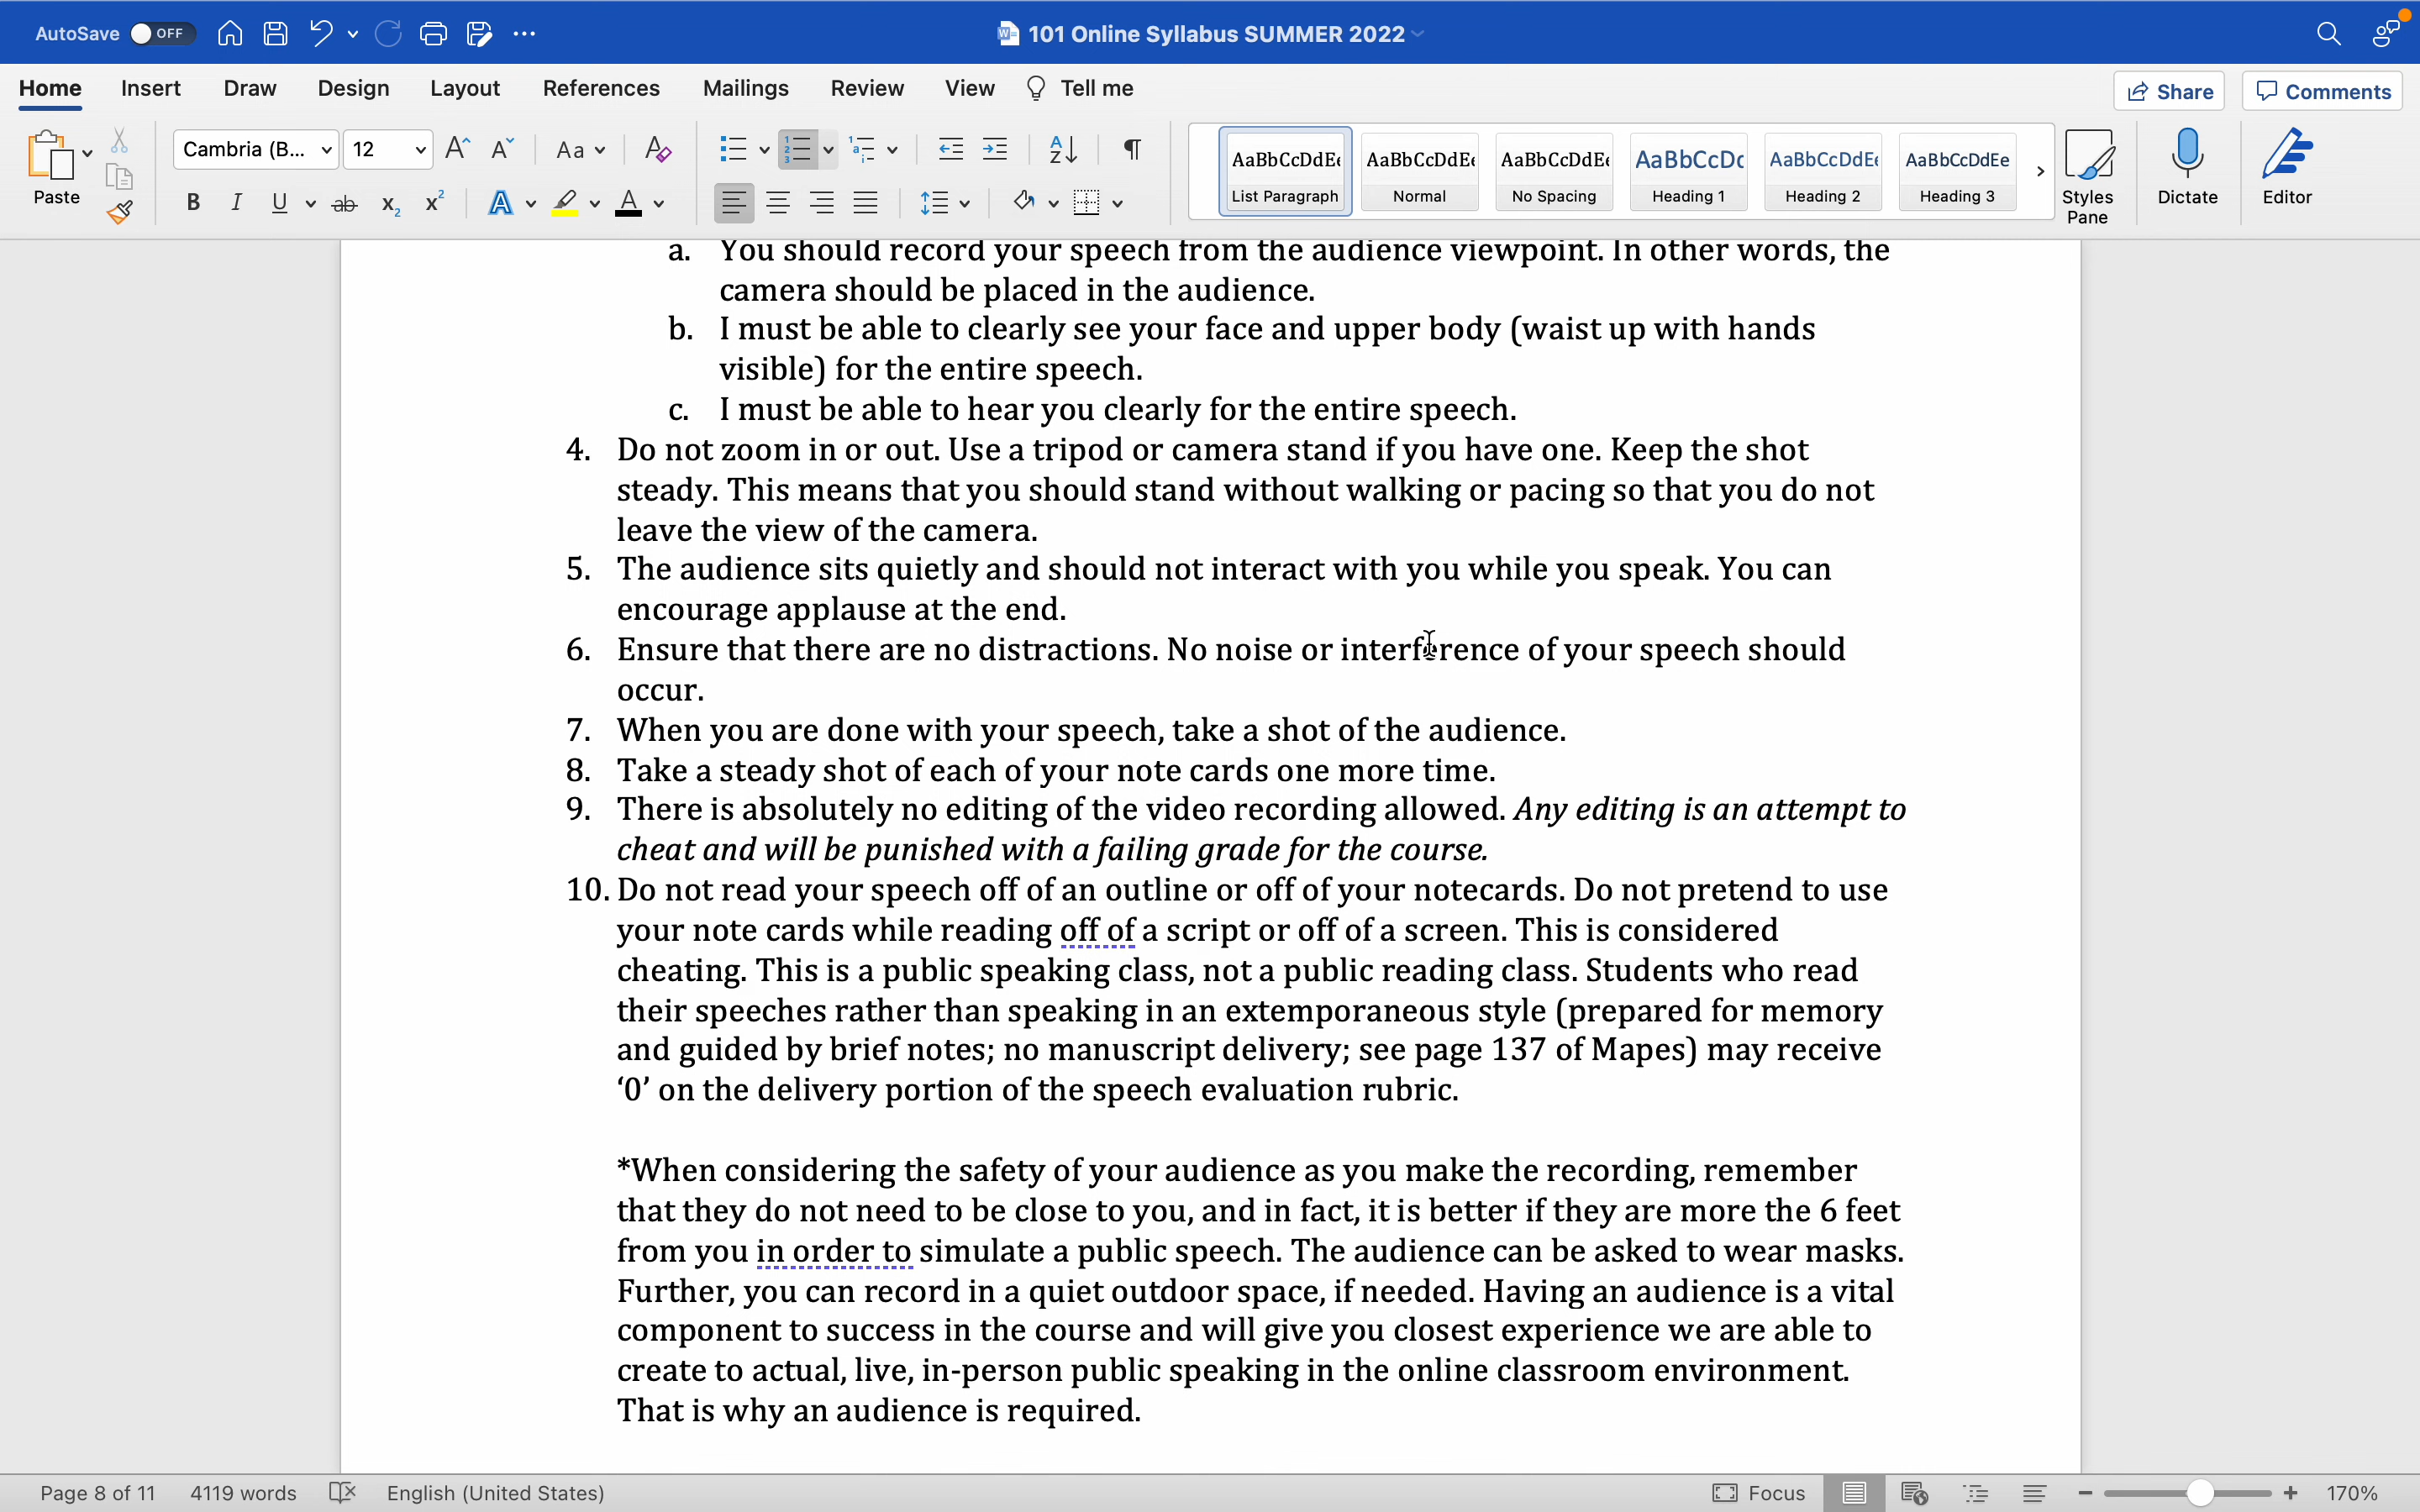 AutoSave OFF 101 Online Syllabus SUMMER 2022
Home Insert Draw Design Layout References Mailings Review View Tell me Share Comments
Paste Cambria (B... 12 Aa AaBbCcDdEe List Paragraph AaBbCcDdEe Normal AaBbCcDdEe No Spacing AaBbCcDc Heading 1 AaBbCcDdEe Heading 2 AaBbCcDdEe Heading 3 Styles Pane Dictate Editor
a. You should record your speech from the audience viewpoint. In other words, the
camera should be placed in the audience.
b. I must be able to clearly see your face and upper body (waist up with hands
visible) for the entire speech.
c. I must be able to hear you clearly for the entire speech.
4. Do not zoom in or out. Use a tripod or camera stand if you have one. Keep the shot
steady. This means that you should stand without walking or pacing so that you do not
leave the view of the camera.
5. The audience sits quietly and should not interact with you while you speak. You can
encourage applause at the end.
6. Ensure that there are no distractions. No noise or interference of your speech should
occur.
7. When you are done with your speech, take a shot of the audience.
8. Take a steady shot of each of your note cards one more time.
9. There is absolutely no editing of the video recording allowed. Any editing is an attempt to
cheat and will be punished with a failing grade for the course.
10. Do not read your speech off of an outline or off of your notecards. Do not pretend to use
your note cards while reading off of a script or off of a screen. This is considered
cheating. This is a public speaking class, not a public reading class. Students who read
their speeches rather than speaking in an extemporaneous style (prepared for memory
and guided by brief notes; no manuscript delivery; see page 137 of Mapes) may receive
‘0’ on the delivery portion of the speech evaluation rubric.
*When considering the safety of your audience as you make the recording, remember
that they do not need to be close to you, and in fact, it is better if they are more the 6 feet
from you in order to simulate a public speech. The audience can be asked to wear masks.
Further, you can record in a quiet outdoor space, if needed. Having an audience is a vital
component to success in the course and will give you closest experience we are able to
create to actual, live, in-person public speaking in the online classroom environment.
That is why an audience is required.
Page 8 of 11 4119 words English (United States) Focus 170%